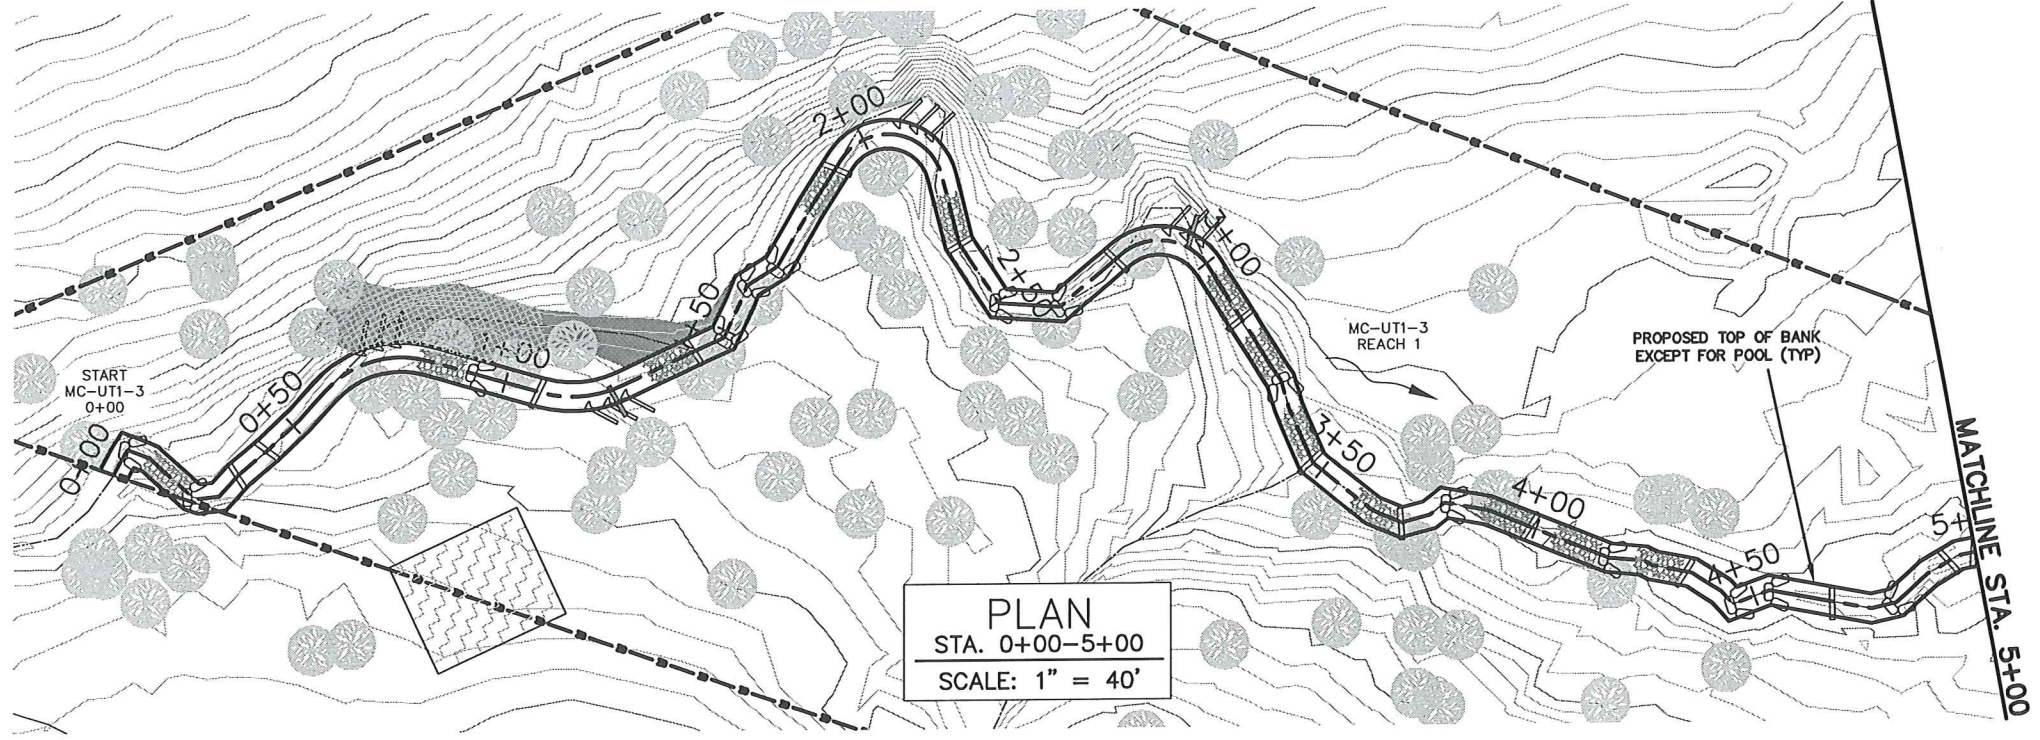 START
MC-UT1-3
0+00
0+00
0+50
+00
+50
2+00
2+50
3+00
3+50
MC-UT1-3
REACH 1
4+00
PROPOSED TOP OF BANK
EXCEPT FOR POOL (TYP)
4+50
5+
MATCHLINE STA. 5+00
PLAN
STA. 0+00-5+00
SCALE: 1" = 40'